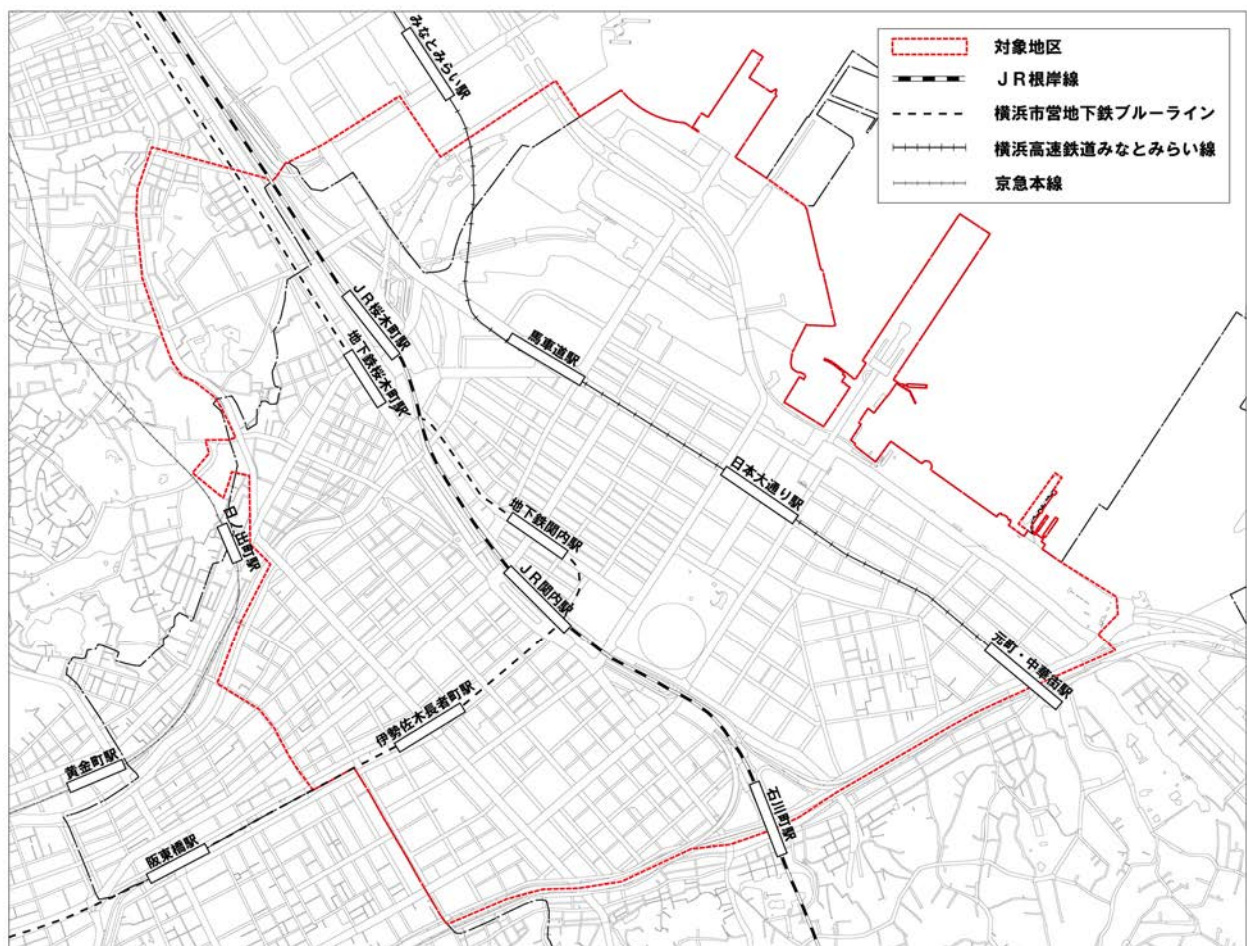 対象地区
JR根岸線
横浜市営地下鉄ブルーライン
横浜高速鉄道みなとみらい線
京急本線
みなとみらい駅
JR桜木町駅
地下鉄桜木町駅
馬車道駅
日本大通り駅
地下鉄関内駅
JR関内駅
日ノ出町駅
元町・中華街駅
伊勢佐木長者町駅
黄金町駅
石川町駅
阪東橋駅